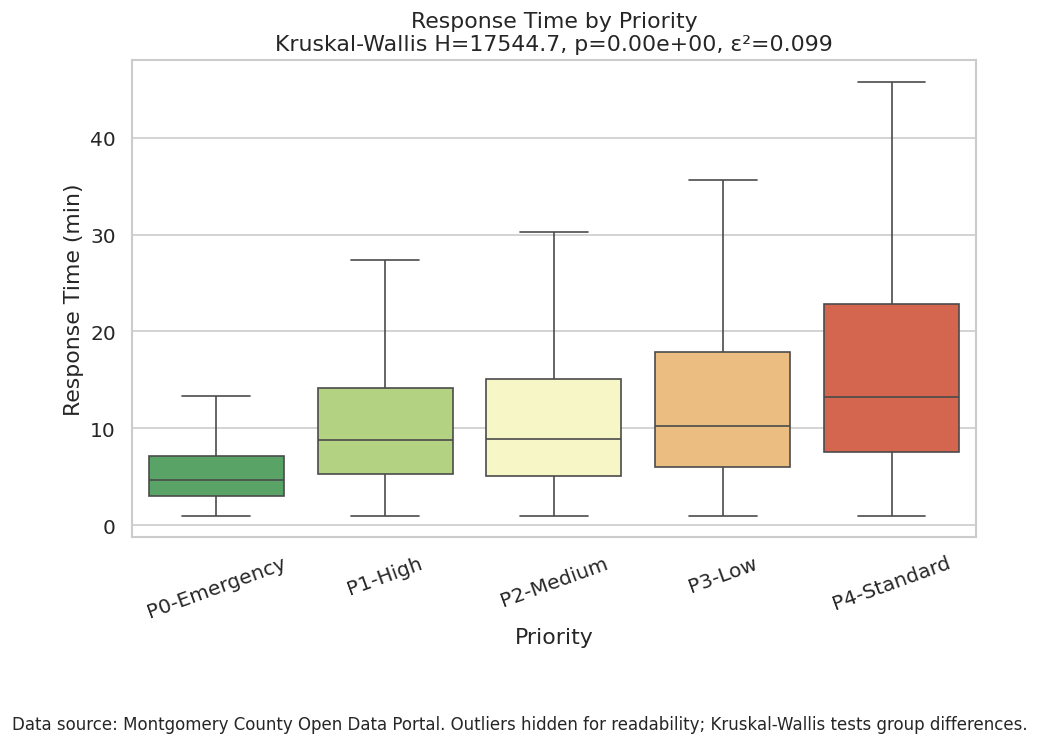 Response Time by Priority
Kruskal-Wallis H=17544.7, p=0.00e+00, ε²=0.099
Response Time (min)
40
30
20
10
0
P0-Emergency
P1-High
P2-Medium
P3-Low
P4-Standard
Priority
Data source: Montgomery County Open Data Portal. Outliers hidden for readability; Kruskal-Wallis tests group differences.